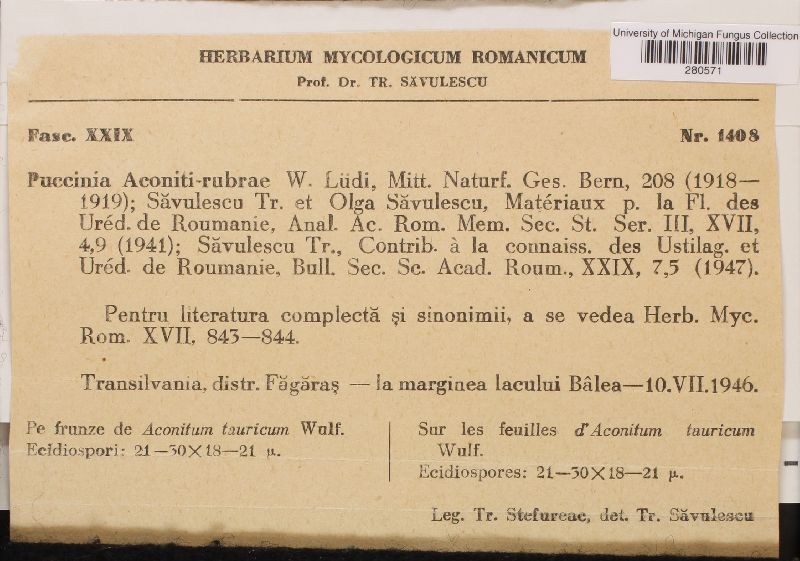 University of Michigan Fungus Collection
280571
HERBARIUM MYCOLOGICUM ROMANICUM
Prof. Dr. TR. SĂVULESCU
Fasc. XXIX
Nr. 1408
Puccinia Aconiti-rubrae W. Lüdi, Mitt. Naturf. Ges. Bern, 208 (1918—
1919); Săvulescu Tr. et Olga Săvulescu, Matériaux p. la Fl. des
Uréd. de Roumanie, Anal. Ac. Rom. Mem. Sec. St. Ser. III, XVII,
4,9 (1941); Săvulescu Tr., Contrib. à la connaiss. des Ustilag. et
Uréd. de Roumanie, Bull. Sec. Sc. Acad. Roum., XXIX, 7,5 (1947).
Pentru literatura complectă și sinonimii, a se vedea Herb. Myc.
Rom. XVII, 843—844.
Transilvania, distr. Făgăraș — la marginea lacului Bâlea—10.VII.1946.
Pe frunze de Aconitum tauricum Wulf.
Ecidiospori: 21—30×18—21 µ.
Sur les feuilles d'Aconitum tauricum
Wulf.
Ecidiospores: 21—30×18—21 µ.
Leg. Tr. Stefureac, det. Tr. Săvulescu